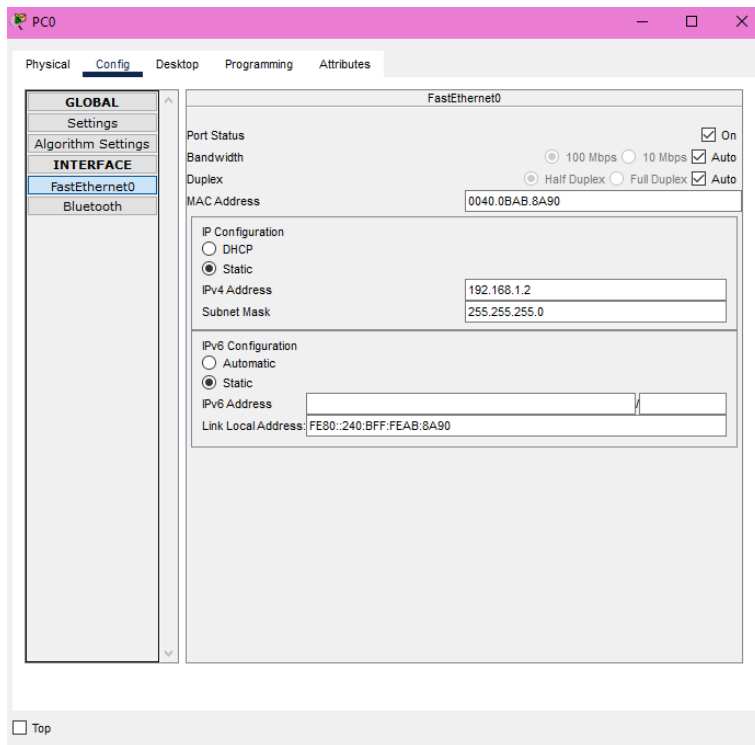 PC0
Physical Config Desktop Programming Attributes
GLOBAL
Settings
Algorithm Settings
INTERFACE
FastEthernet0
Bluetooth
FastEthernet0
Port Status On
Bandwidth 100 Mbps 10 Mbps Auto
Duplex Half Duplex Full Duplex Auto
MAC Address 0040.0BAB.8A90
IP Configuration
DHCP
Static
IPv4 Address 192.168.1.2
Subnet Mask 255.255.255.0
IPv6 Configuration
Automatic
Static
IPv6 Address /
Link Local Address: FE80::240:BFF:FEAB:8A90
Top